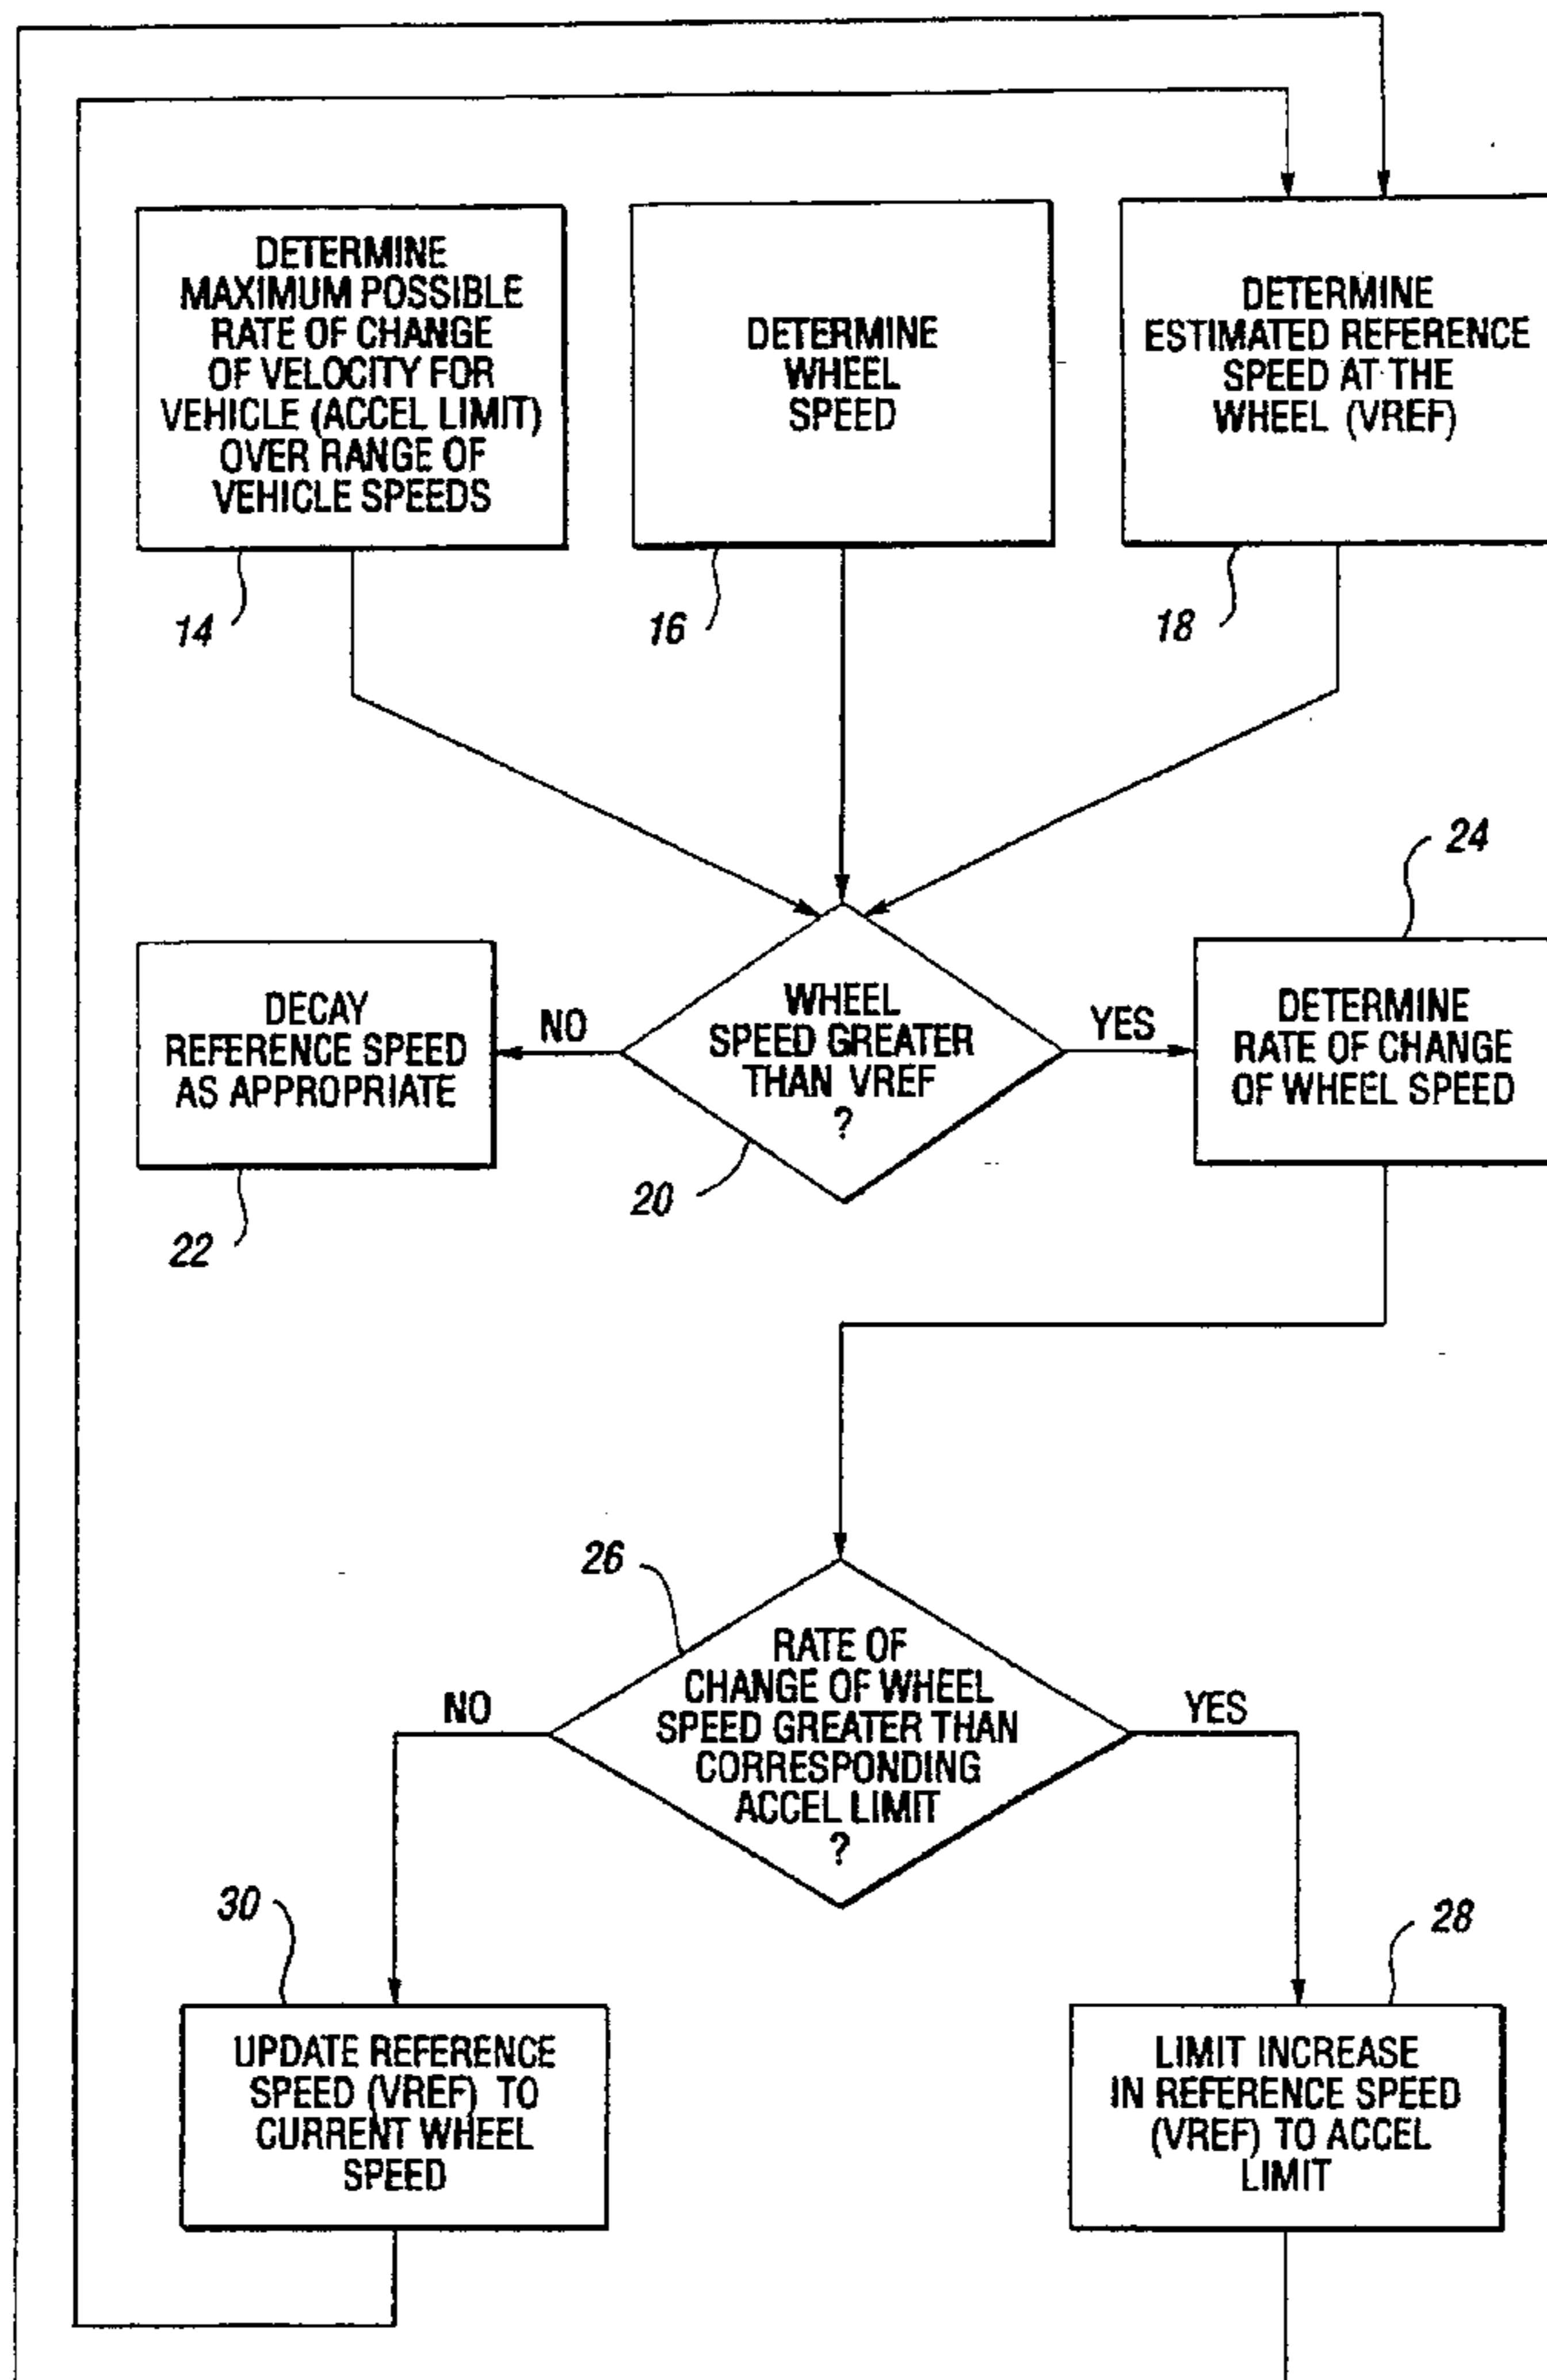 DETERMINE
MAXIMUM POSSIBLE
RATE OF CHANGE
OF VELOCITY FOR
VEHICLE (ACCEL LIMIT)
OVER RANGE OF
VEHICLE SPEEDS
14
DETERMINE
WHEEL
SPEED
16
DETERMINE
ESTIMATED REFERENCE
SPEED AT THE
WHEEL (VREF)
18
DECAY
REFERENCE SPEED
AS APPROPRIATE
22
NO
WHEEL
SPEED GREATER
THAN VREF
?
20
YES
24
DETERMINE
RATE OF CHANGE
OF WHEEL SPEED
26
RATE OF
CHANGE OF WHEEL
SPEED GREATER THAN
CORRESPONDING
ACCEL LIMIT
?
NO
YES
30
UPDATE REFERENCE
SPEED (VREF) TO
CURRENT WHEEL
SPEED
28
LIMIT INCREASE
IN REFERENCE SPEED
(VREF) TO ACCEL
LIMIT